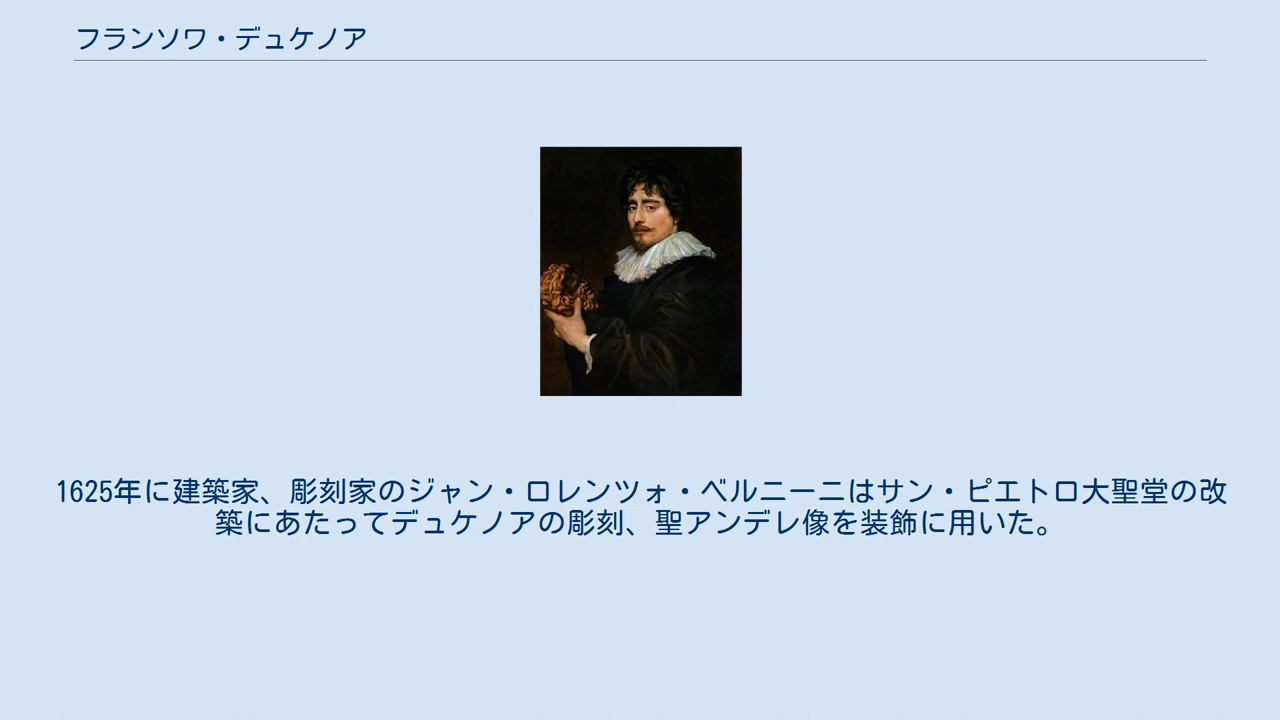 フランソワ・デュケノア
1625年に建築家、彫刻家のジャン・ロレンツォ・ベルニーニはサン・ピエトロ大聖堂の改
築にあたってデュケノアの彫刻、聖アンデレ像を装飾に用いた。